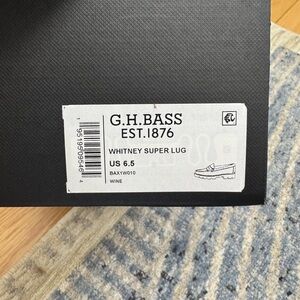 G.H.BASS
EST.1876
WHITNEY SUPER LUG
US 6.5
BAX1W010
WINE